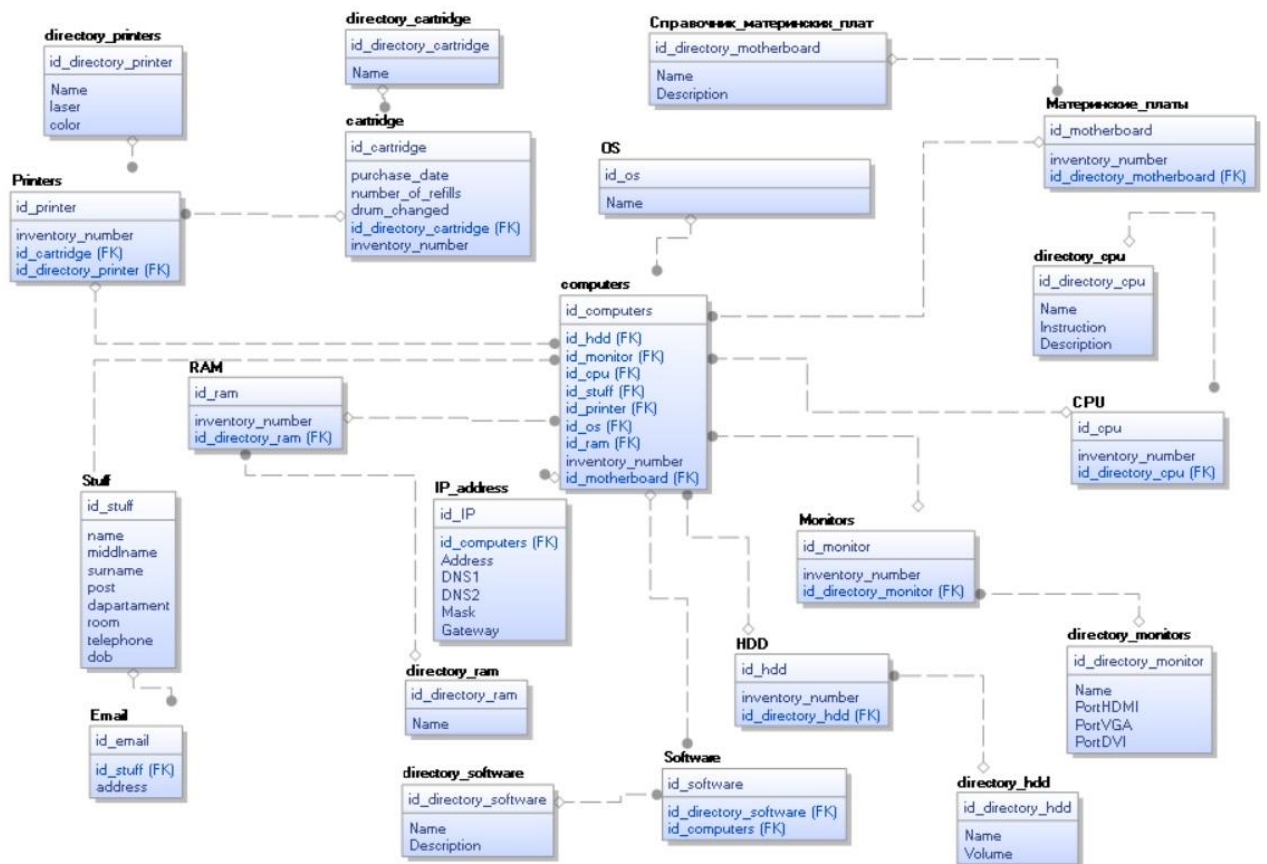 directory_printers
id_directory_printer
Name
laser
color
directory_cartridge
id_directory_cartridge
Name
Справочник_материнских_плат
id_directory_motherboard
Name
Description
Материнские_платы
id_motherboard
inventory_number
id_directory_motherboard (FK)
cartridge
id_cartridge
purchase_date
number_of_refills
drum_changed
id_directory_cartridge (FK)
inventory_number
OS
id_os
Name
Printers
id_printer
inventory_number
id_cartridge (FK)
id_directory_printer (FK)
directory_cpu
id_directory_cpu
Name
Instruction
Description
computers
id_computers
id_hdd (FK)
id_monitor (FK)
id_cpu (FK)
id_stuff (FK)
id_printer (FK)
id_os (FK)
id_ram (FK)
inventory_number
id_motherboard (FK)
RAM
id_ram
inventory_number
id_directory_ram (FK)
CPU
id_cpu
inventory_number
id_directory_cpu (FK)
Stuff
id_stuff
name
middlname
surname
post
dapartament
room
telephone
dob
IP_address
id_IP
id_computers (FK)
Address
DNS1
DNS2
Mask
Gateway
Monitors
id_monitor
inventory_number
id_directory_monitor (FK)
directory_monitors
id_directory_monitor
Name
PortHDMI
PortVGA
PortDVI
HDD
id_hdd
inventory_number
id_directory_hdd (FK)
directory_ram
id_directory_ram
Name
Email
id_email
id_stuff (FK)
address
directory_software
id_directory_software
Name
Description
Software
id_software
id_directory_software (FK)
id_computers (FK)
directory_hdd
id_directory_hdd
Name
Volume